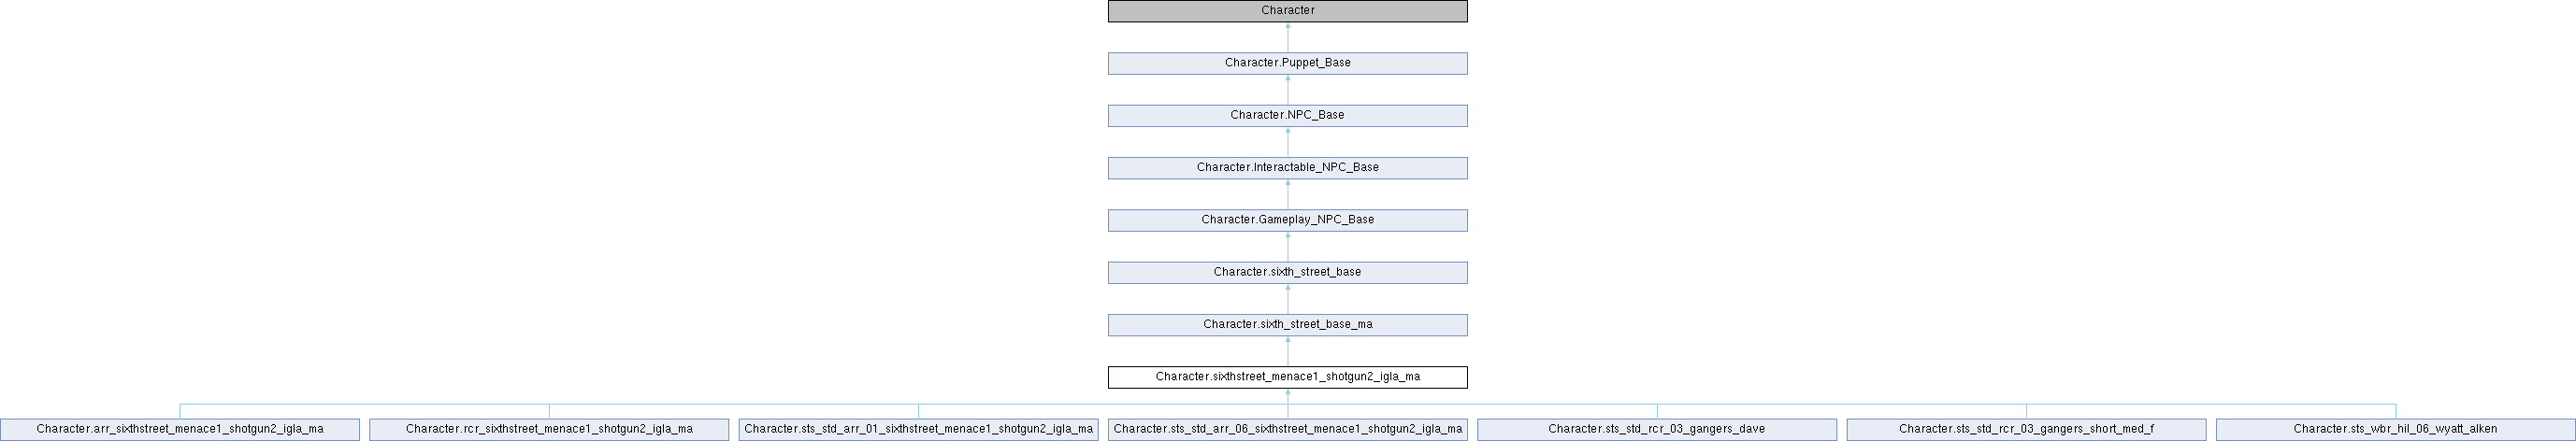 Character
Character.Puppet_Base
Character.NPC_Base
Character.Interactable_NPC_Base
Character.Gameplay_NPC_Base
Character.sixth_street_base
Character.sixth_street_base_ma
Character.sixthstreet_menace1_shotgun2_igla_ma
Character.arr_sixthstreet_menace1_shotgun2_igla_ma
Character.rcr_sixthstreet_menace1_shotgun2_igla_ma
Character.sts_std_arr_01_sixthstreet_menace1_shotgun2_igla_ma
Character.sts_std_arr_06_sixthstreet_menace1_shotgun2_igla_ma
Character.sts_std_rcr_03_gangers_dave
Character.sts_std_rcr_03_gangers_short_med_f
Character.sts_wbr_hil_06_wyatt_alken